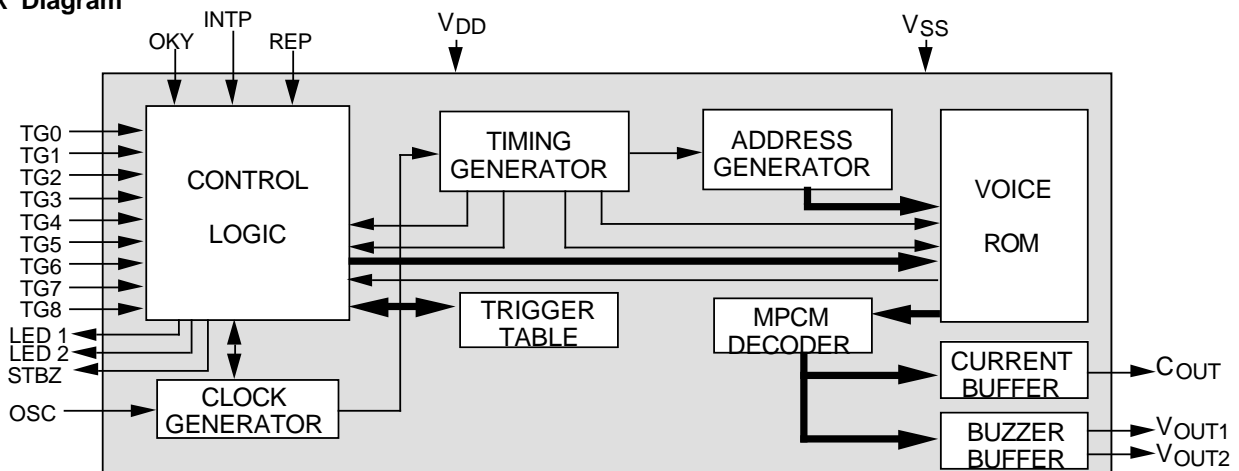 Diagram
INTP
OKY
REP
VDD
VSS
TG0
TG1
TG2
TG3
TG4
TG5
TG6
TG7
TG8
LED 1
LED 2
STBZ
OSC
CONTROL
LOGIC
CLOCK
GENERATOR
TIMING
GENERATOR
TRIGGER
TABLE
ADDRESS
GENERATOR
VOICE
ROM
MPCM
DECODER
CURRENT
BUFFER
BUZZER
BUFFER
COUT
VOUT1
VOUT2